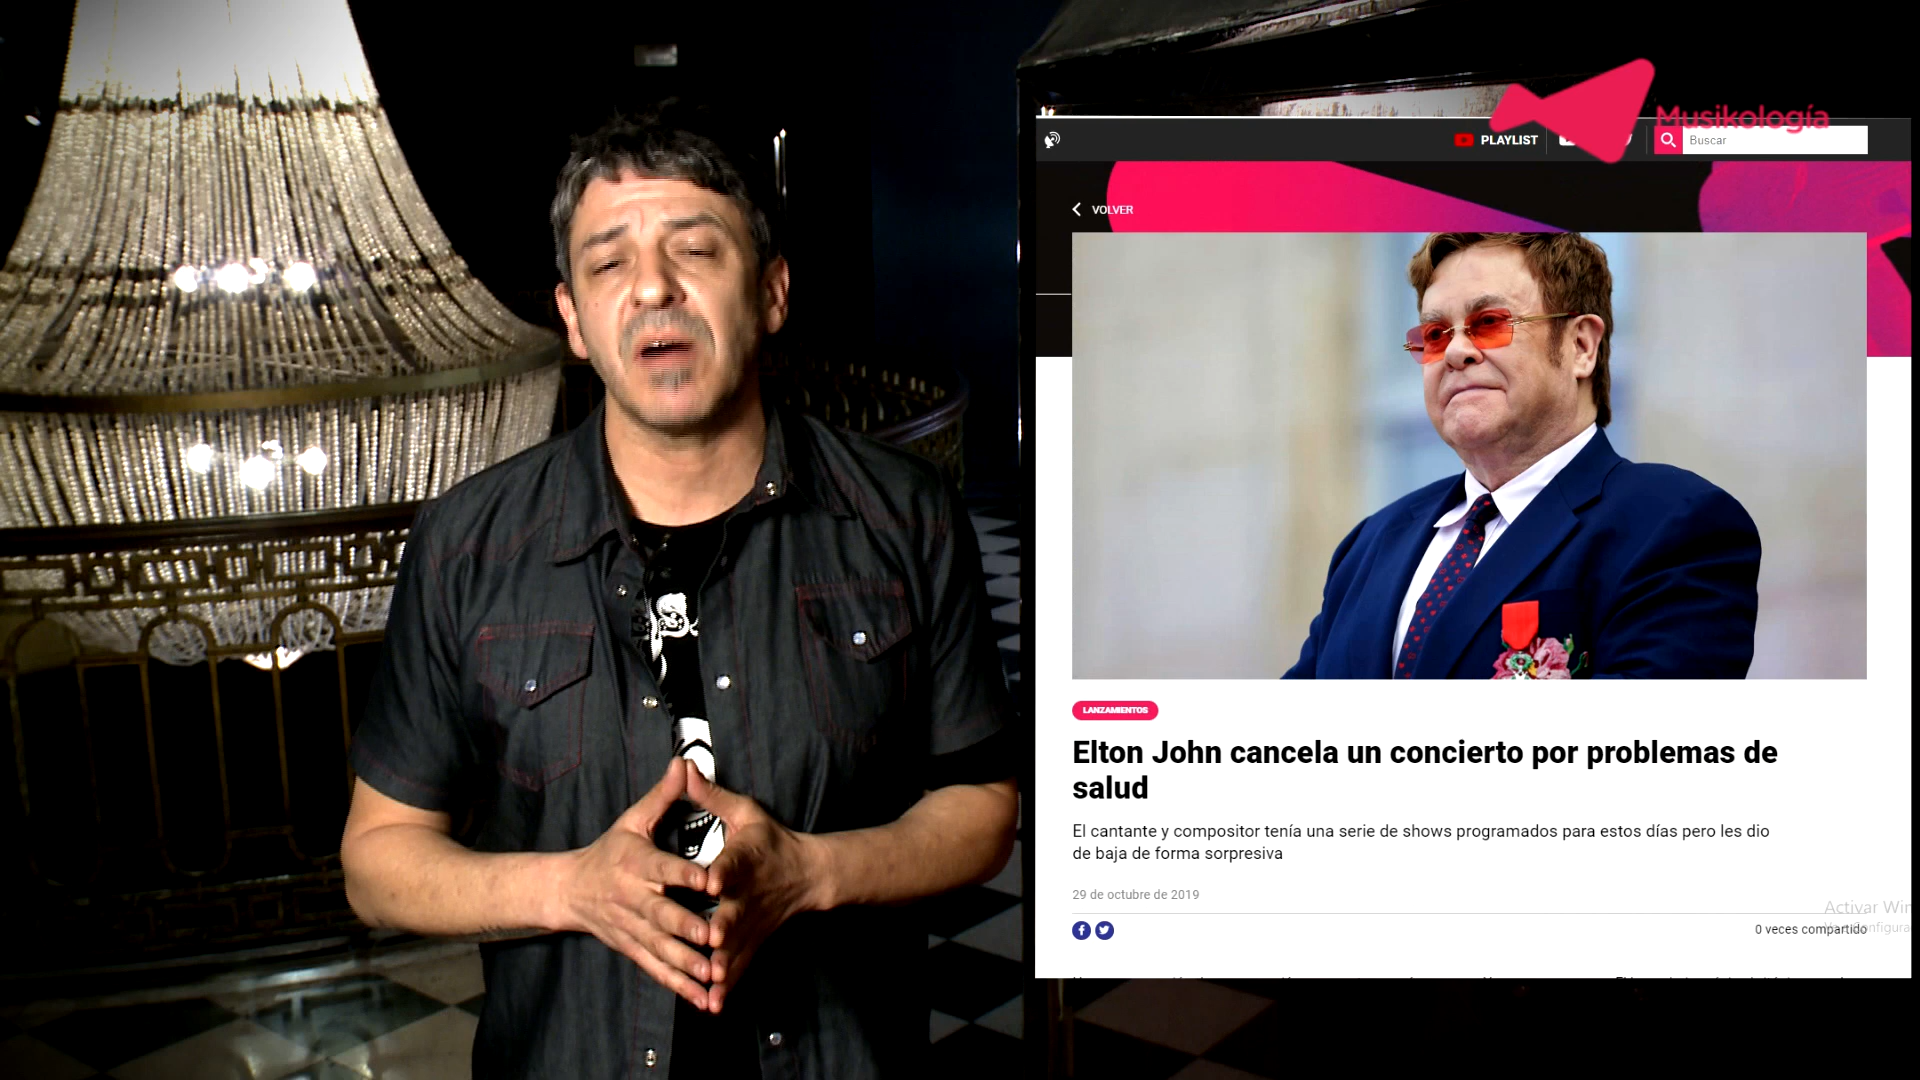 Musikología
PLAYLIST
Buscar
VOLVER
LANZAMIENTOS
Elton John cancela un concierto por problemas de
salud
El cantante y compositor tenía una serie de shows programados para estos días pero les dio
de baja de forma sorpresiva
29 de octubre de 2019
Activar Win
0 veces compartido